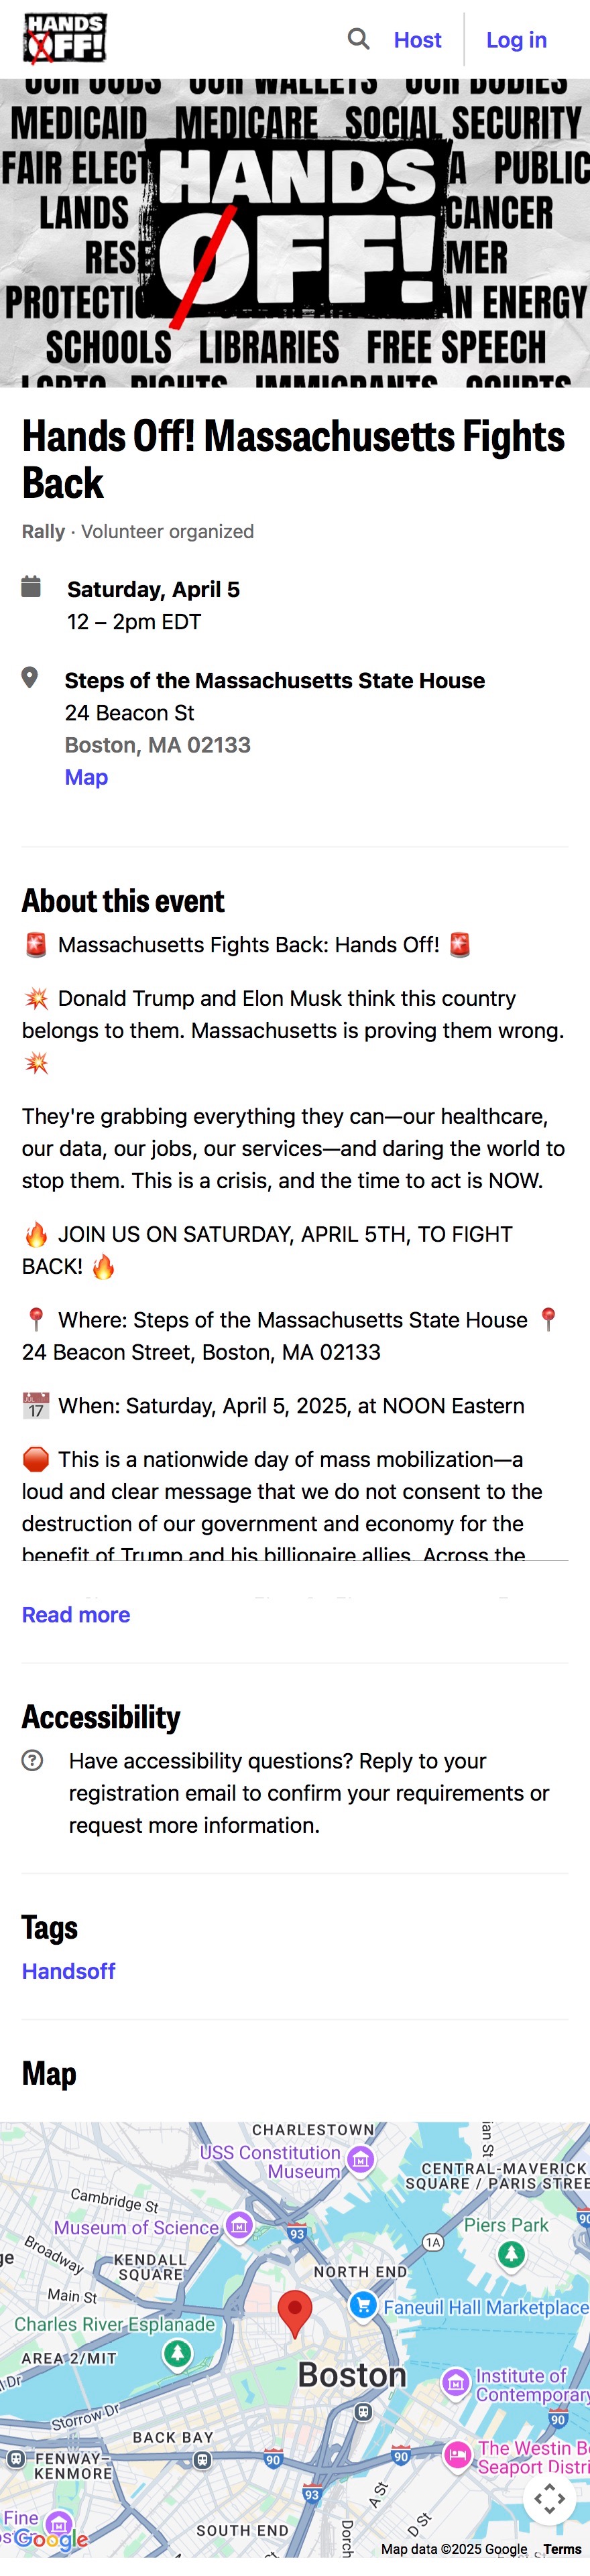 HANDS
OFF!
Host
Log in
OUR JOBS OUR WALLETS OUR BODIES
MEDICAID MEDICARE SOCIAL SECURITY
FAIR ELECT
HANDS
A PUBLIC
LANDS
OFF!
CANCER
RESE
MER
PROTECTIO
AN ENERGY
SCHOOLS LIBRARIES FREE SPEECH
LGBTQ RIGHTS IMMIGRANTS COURTS
Hands Off! Massachusetts Fights
Back
Rally · Volunteer organized
Saturday, April 5
12 – 2pm EDT
Steps of the Massachusetts State House
24 Beacon St
Boston, MA 02133
Map
About this event
🚨 Massachusetts Fights Back: Hands Off! 🚨
💥 Donald Trump and Elon Musk think this country
belongs to them. Massachusetts is proving them wrong.
💥
They're grabbing everything they can—our healthcare,
our data, our jobs, our services—and daring the world to
stop them. This is a crisis, and the time to act is NOW.
🔥 JOIN US ON SATURDAY, APRIL 5TH, TO FIGHT
BACK! 🔥
📍 Where: Steps of the Massachusetts State House 📍
24 Beacon Street, Boston, MA 02133
📅 When: Saturday, April 5, 2025, at NOON Eastern
🛑 This is a nationwide day of mass mobilization—a
loud and clear message that we do not consent to the
destruction of our government and economy for the
benefit of Trump and his billionaire allies. Across the
Read more
Accessibility
Have accessibility questions? Reply to your
registration email to confirm your requirements or
request more information.
Tags
Handsoff
Map
CHARLESTOWN
USS Constitution
Museum
ian St
CENTRAL-MAVERICK
SQUARE / PARIS STREE
Cambridge St
Museum of Science
93
1A
Piers Park
90
Broadway
ge
KENDALL
SQUARE
NORTH END
Main St
Faneuil Hall Marketplace
Charles River Esplanade
AREA 2/MIT
Boston
Institute of
Contemporary
Dr
Storrow Dr
90
BACK BAY
The Westin Bo
Seaport Distri
FENWAY-
KENMORE
90
90
93
A St
D St
Fine
SOUTH END
Dorch
Google
Map data ©2025 Google
Terms